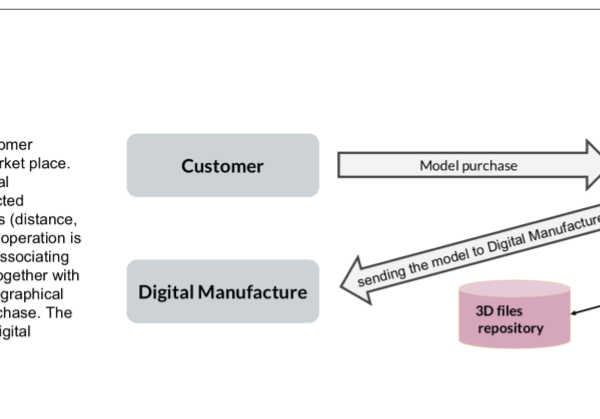 omer
rket place.
al
cted
s (distance,
operation is
ssociating
ogether with
graphical
chase. The
igital
Customer
Model purchase
sending the model to Digital Manufacture
Digital Manufacture
3D files
repository